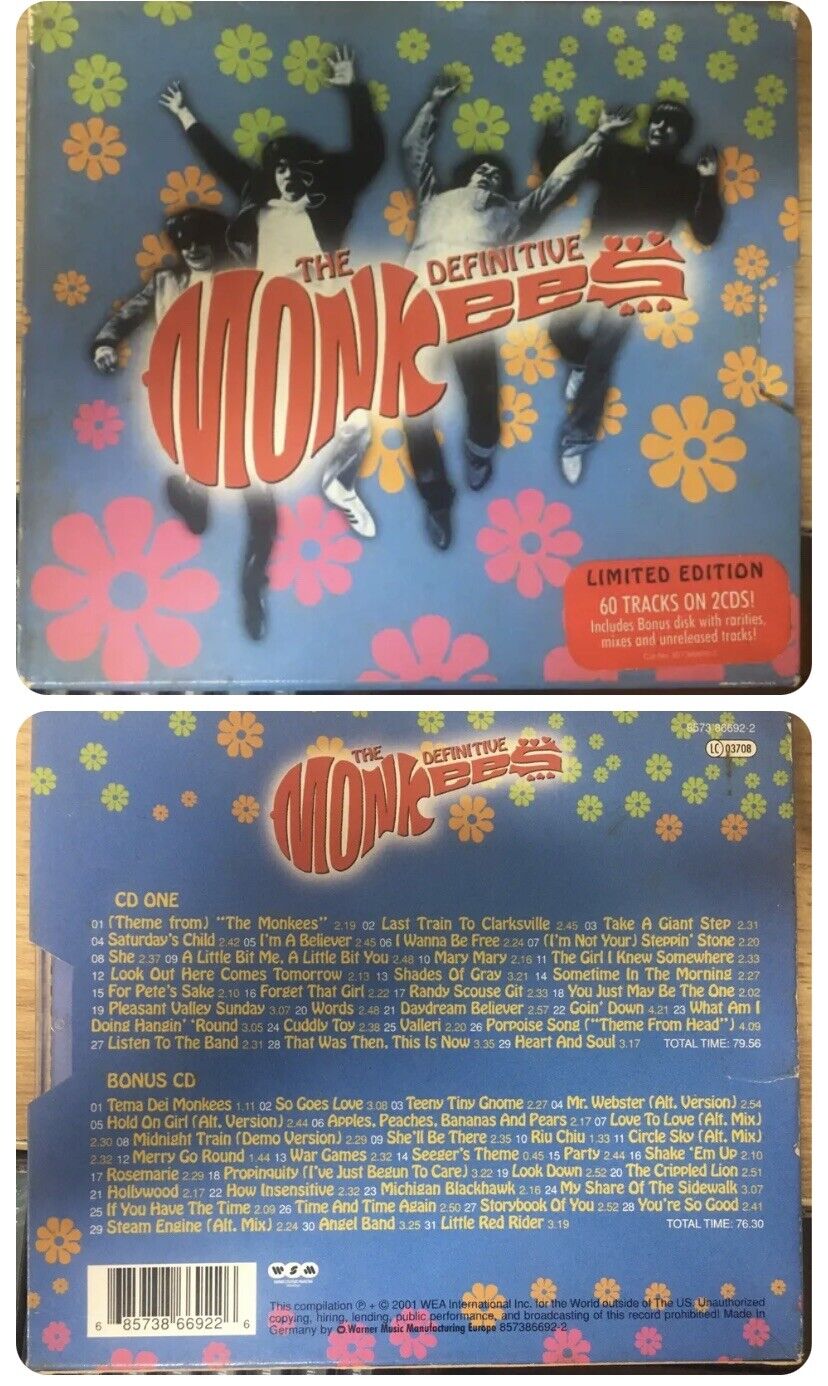 THE DEFINITIVE
MONKEES
LIMITED EDITION
60 TRACKS ON 2CDS!
Includes Bonus disk with rarities,
mixes and unreleased tracks!
8573 86692-2
LC 03708
THE DEFINITIVE
MONKEES
CD ONE
01 (Theme from) "The Monkees" 2.19 02 Last Train To Clarksville 2.45 03 Take A Giant Step 2.31
04 Saturday's Child 2.42 05 I'm A Believer 2.45 06 I Wanna Be Free 2.24 07 (I'm Not Your) Steppin' Stone 2.20
08 She 2.37 09 A Little Bit Me, A Little Bit You 2.48 10 Mary Mary 2.16 11 The Girl I Knew Somewhere 2.33
12 Look Out Here Comes Tomorrow 2.13 13 Shades Of Gray 3.21 14 Sometime In The Morning 2.27
15 For Pete's Sake 2.10 16 Forget That Girl 2.22 17 Randy Scouse Git 2.33 18 You Just May Be The One 2.02
19 Pleasant Valley Sunday 3.07 20 Words 2.48 21 Daydream Believer 2.57 22 Goin' Down 4.21 23 What Am I
Doing Hangin' 'Round 3.05 24 Cuddly Toy 2.38 25 Valleri 2.20 26 Porpoise Song ("Theme From Head") 4.09
27 Listen To The Band 2.31 28 That Was Then, This Is Now 3.35 29 Heart And Soul 3.17 TOTAL TIME: 79.56
BONUS CD
01 Tema Dei Monkees 1.11 02 So Goes Love 3.08 03 Teeny Tiny Gnome 2.27 04 Mr. Webster (Alt. Version) 2.54
05 Hold On Girl (Alt. Version) 2.44 06 Apples, Peaches, Bananas And Pears 2.17 07 Love To Love (Alt. Mix)
2.30 08 Midnight Train (Demo Version) 2.29 09 She'll Be There 2.35 10 Riu Chiu 1.33 11 Circle Sky (Alt. Mix)
2.32 12 Merry Go Round 1.44 13 War Games 2.32 14 Seeger's Theme 0.45 15 Party 2.44 16 Shake 'Em Up 2.10
17 Rosemarie 2.29 18 Propinquity (I've Just Begun To Care) 3.22 19 Look Down 2.52 20 The Crippled Lion 2.51
21 Hollywood 2.17 22 How Insensitive 2.32 23 Michigan Blackhawk 2.16 24 My Share Of The Sidewalk 3.07
25 If You Have The Time 2.09 26 Time And Time Again 2.50 27 Storybook Of You 2.52 28 You're So Good 2.41
29 Steam Engine (Alt. Mix) 2.24 30 Angel Band 3.25 31 Little Red Rider 3.19 TOTAL TIME: 76.30
WSM
6 85738 66922 6
This compilation ℗ + © 2001 WEA International Inc. for the World outside of The US. Unauthorized
copying, hiring, lending, public performance, and broadcasting of this record prohibited! Made in
Germany by Warner Music Manufacturing Europe 857386692-2